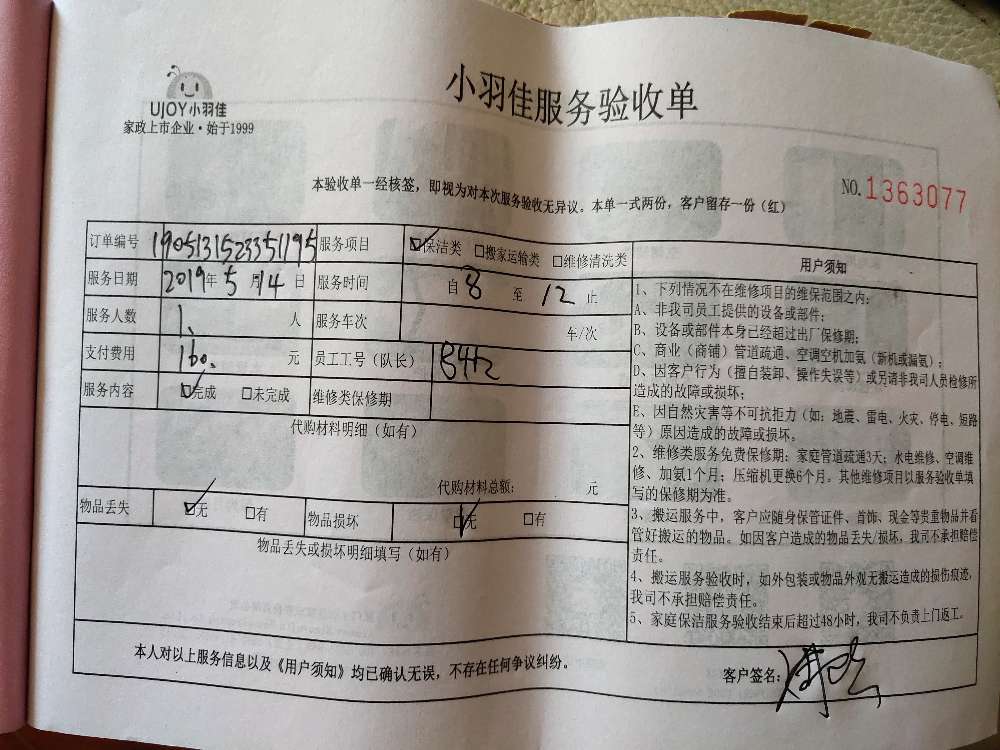 UJOY小羽佳
家政上市企业·始于1999
小羽佳服务验收单
本验收单一经核签，即视为对本次服务验收无异议。本单一式两份，客户留存一份（红）
NO.1363077
订单编号 1905131523351195 服务项目 ☑保洁类 □搬家运输类 □维修清洗类
服务日期 2019年 5 月 14 日 服务时间 自 8 至 12 止
服务人数 1、 人 服务车次 车/次
支付费用 160. 元 员工工号（队长）
服务内容 ☑完成 □未完成 维修类保修期
代购材料明细（如有）
代购材料总额： 元
物品丢失 ☑无 □有 物品损坏 ☑无 □有
物品丢失或损坏明细填写（如有）
用户须知
1、下列情况不在维修项目的维保范围之内：
A、非我司员工提供的设备或部件；
B、设备或部件本身已经超过出厂保修期；
C、商业（商铺）管道疏通、空调空机加氨（新机或漏氨）；
D、因客户行为（擅自装卸、操作失误等）或另请非我司人员检修所
造成的故障或损坏；
E、因自然灾害等不可抗拒力（如：地震、雷电、火灾、停电、短路
等）原因造成的故障或损坏。
2、维修类服务免费保修期：家庭管道疏通3天；水电维修、空调维
修、加氨1个月；压缩机更换6个月。其他维修项目以服务验收单填
写的保修期为准。
3、搬运服务中，客户应随身保管证件、首饰、现金等贵重物品并看
管好搬运的物品。如因客户造成的物品丢失/损坏，我司不承担赔偿
责任。
4、搬运服务验收时，如外包装或物品外观无搬运造成的损伤痕迹，
我司不承担赔偿责任。
5、家庭保洁服务验收结束后超过48小时，我司不负责上门返工。
本人对以上服务信息以及《用户须知》均已确认无误，不存在任何争议纠纷。
客户签名：